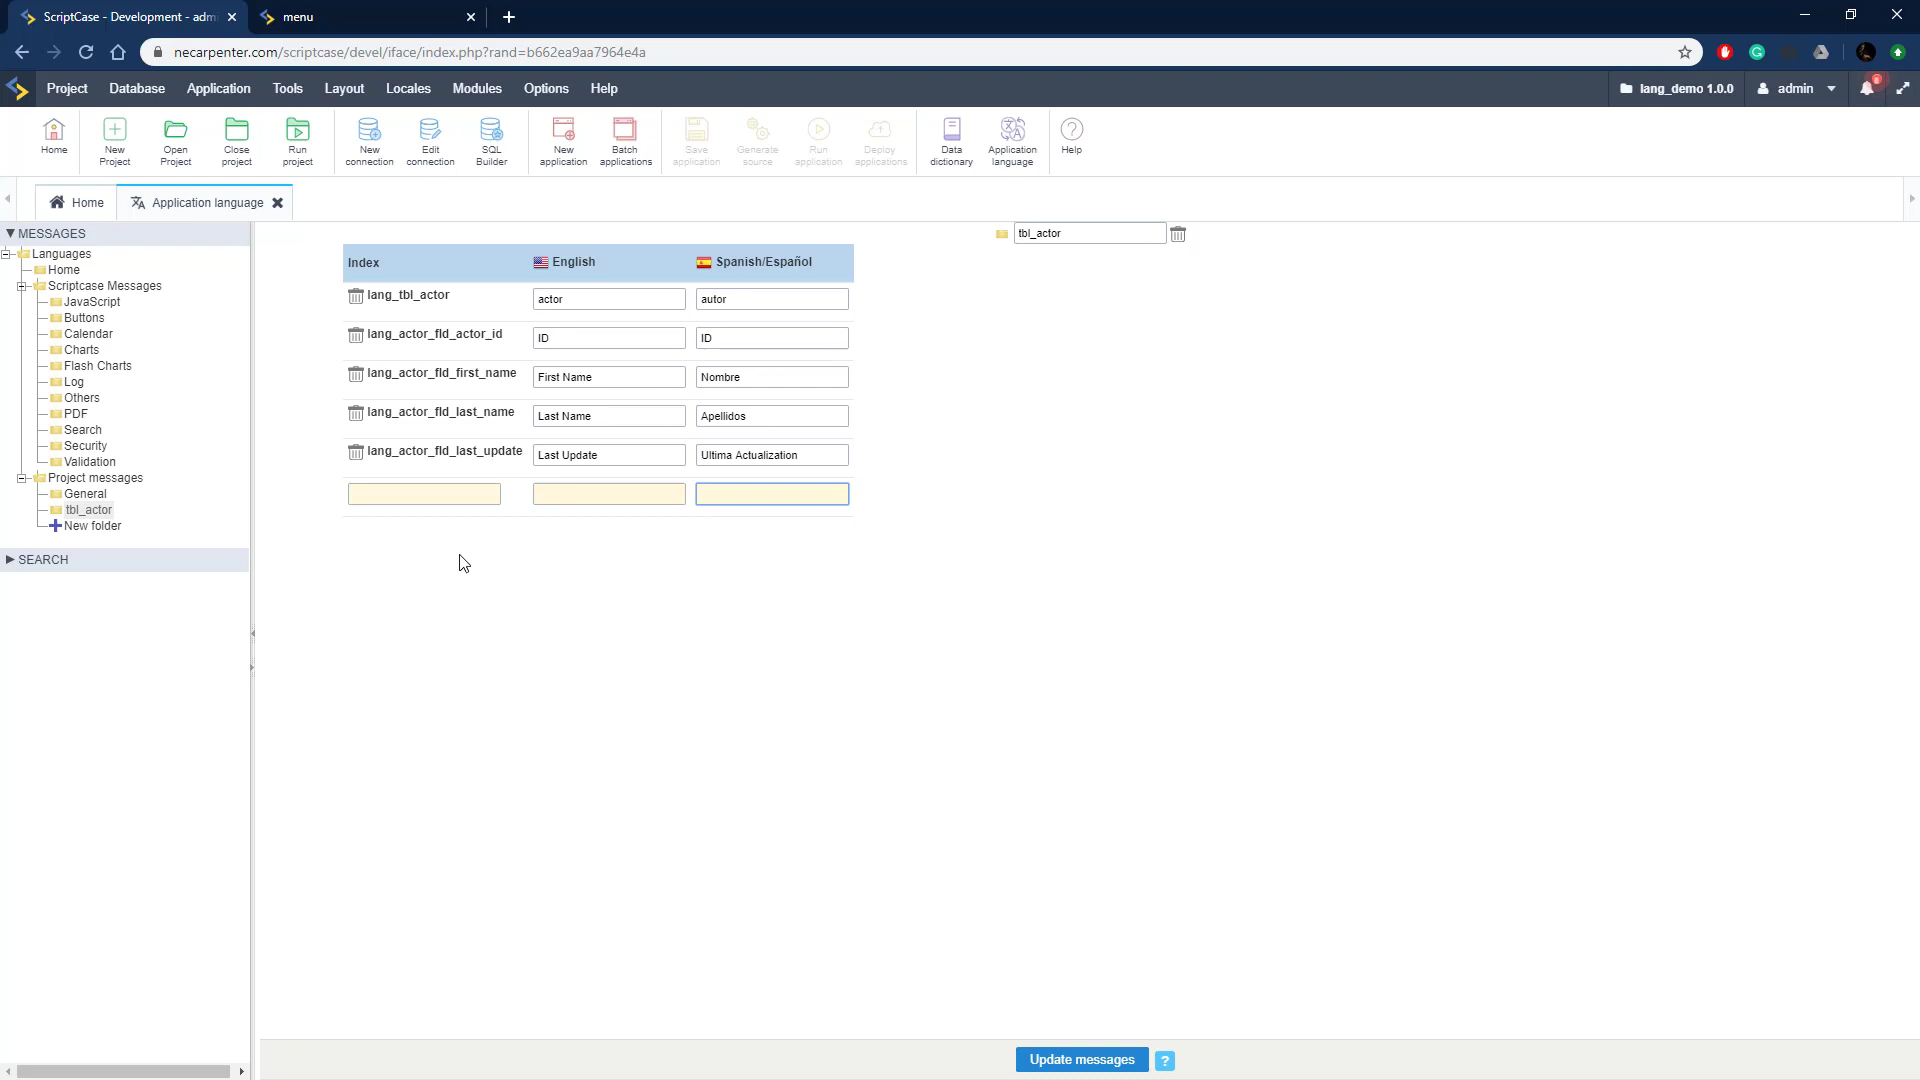 ScriptCase - Development - adm
menu
necarpenter.com/scriptcase/devel/iface/index.php?rand=b662ea9aa7964e4a
Project Database Application Tools Layout Locales Modules Options Help
lang_demo 1.0.0
admin
Home
New Project
Open Project
Close project
Run project
New connection
Edit connection
SQL Builder
New application
Batch applications
Save application
Generate source
Run application
Deploy applications
Data dictionary
Application language
Help
Home
Application language
MESSAGES
Languages
Home
Scriptcase Messages
JavaScript
Buttons
Calendar
Charts
Flash Charts
Log
Others
PDF
Search
Security
Validation
Project messages
General
tbl_actor
New folder
SEARCH
tbl_actor
Index English Spanish/Español
lang_tbl_actor actor autor
lang_actor_fld_actor_id ID ID
lang_actor_fld_first_name First Name Nombre
lang_actor_fld_last_name Last Name Apellidos
lang_actor_fld_last_update Last Update Ultima Actualization
Update messages ?